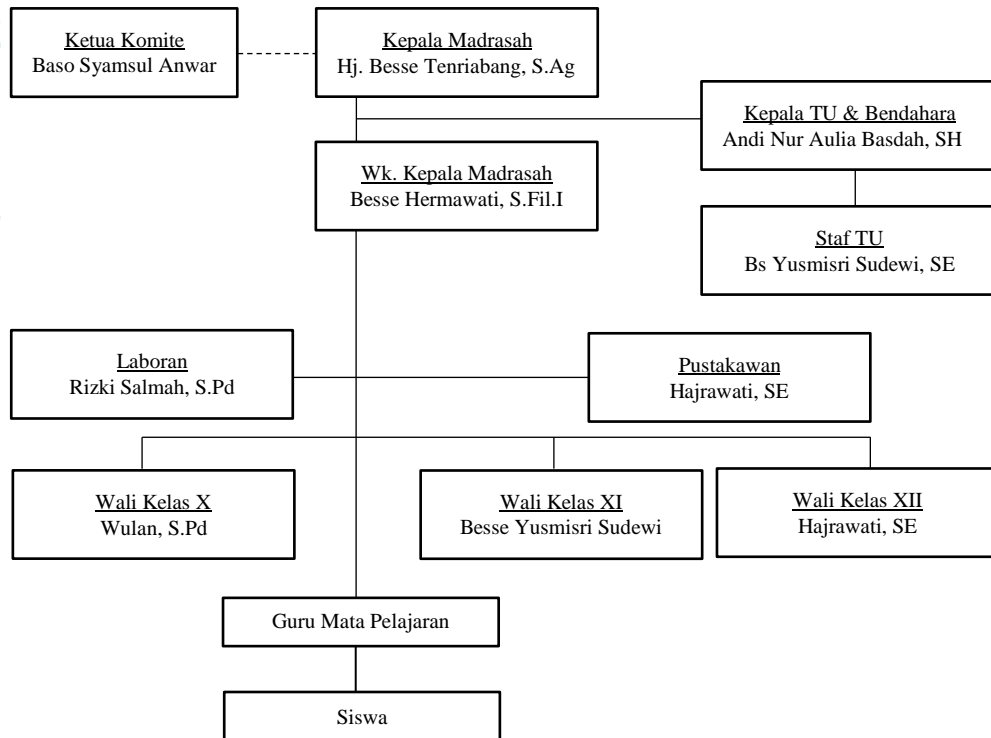 Ketua Komite
Baso Syamsul Anwar
Kepala Madrasah
Hj. Besse Tenriabang, S.Ag
Kepala TU & Bendahara
Andi Nur Aulia Basdah, SH
Wk. Kepala Madrasah
Besse Hermawati, S.Fil.I
Staf TU
Bs Yusmisri Sudewi, SE
Laboran
Rizki Salmah, S.Pd
Pustakawan
Hajrawati, SE
Wali Kelas X
Wulan, S.Pd
Wali Kelas XI
Besse Yusmisri Sudewi
Wali Kelas XII
Hajrawati, SE
Guru Mata Pelajaran
Siswa